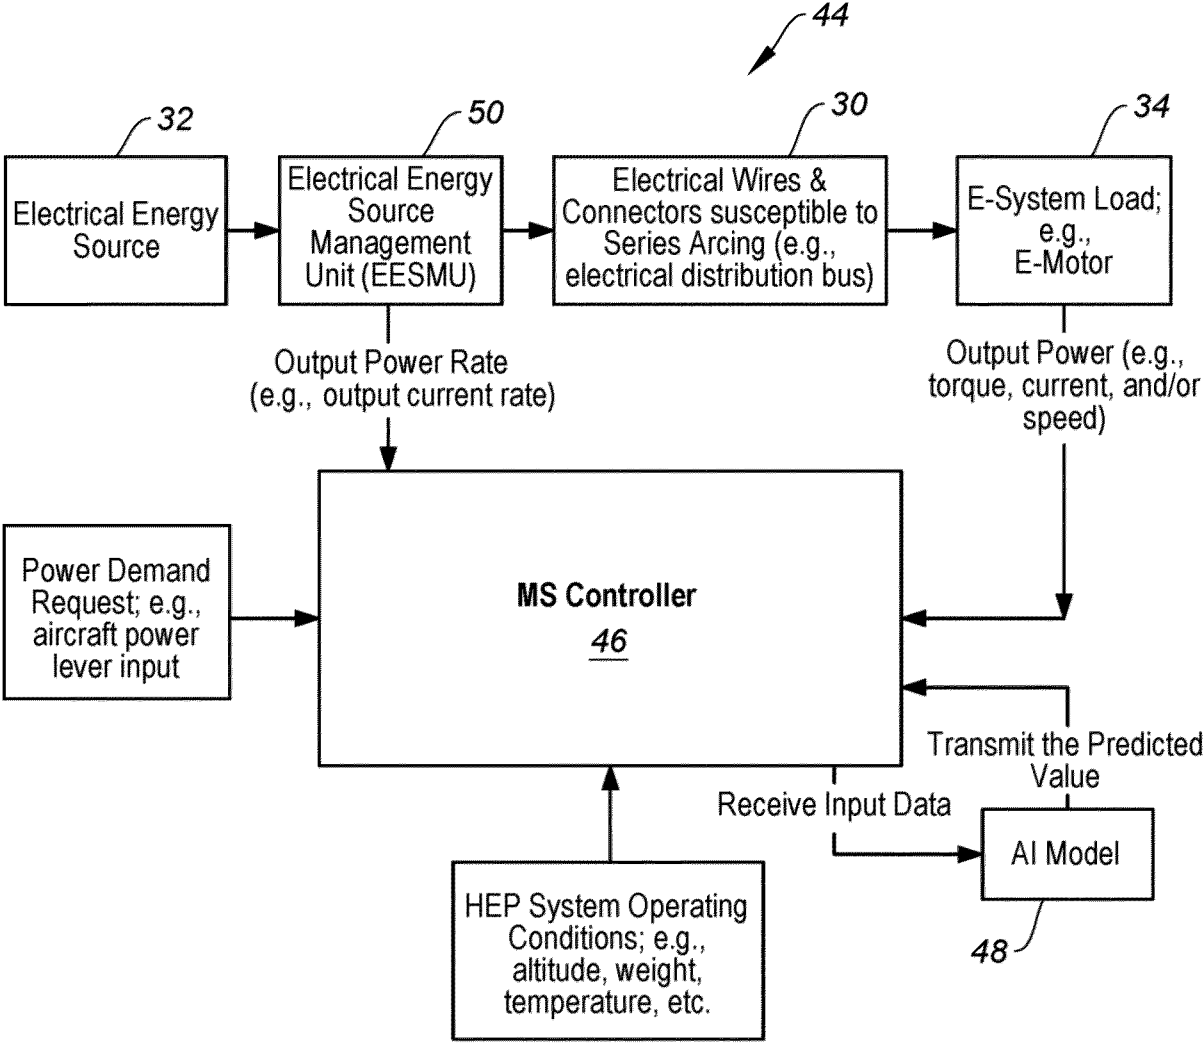 44
32
50
30
34
Electrical Energy
Source
Electrical Energy
Source
Management
Unit (EESMU)
Electrical Wires &
Connectors susceptible to
Series Arcing (e.g.,
electrical distribution bus)
E-System Load;
e.g.,
E-Motor
Output Power Rate
(e.g., output current rate)
Output Power (e.g.,
torque, current, and/or
speed)
Power Demand
Request; e.g.,
aircraft power
lever input
MS Controller
46
Transmit the Predicted
Value
Receive Input Data
AI Model
48
HEP System Operating
Conditions; e.g.,
altitude, weight,
temperature, etc.